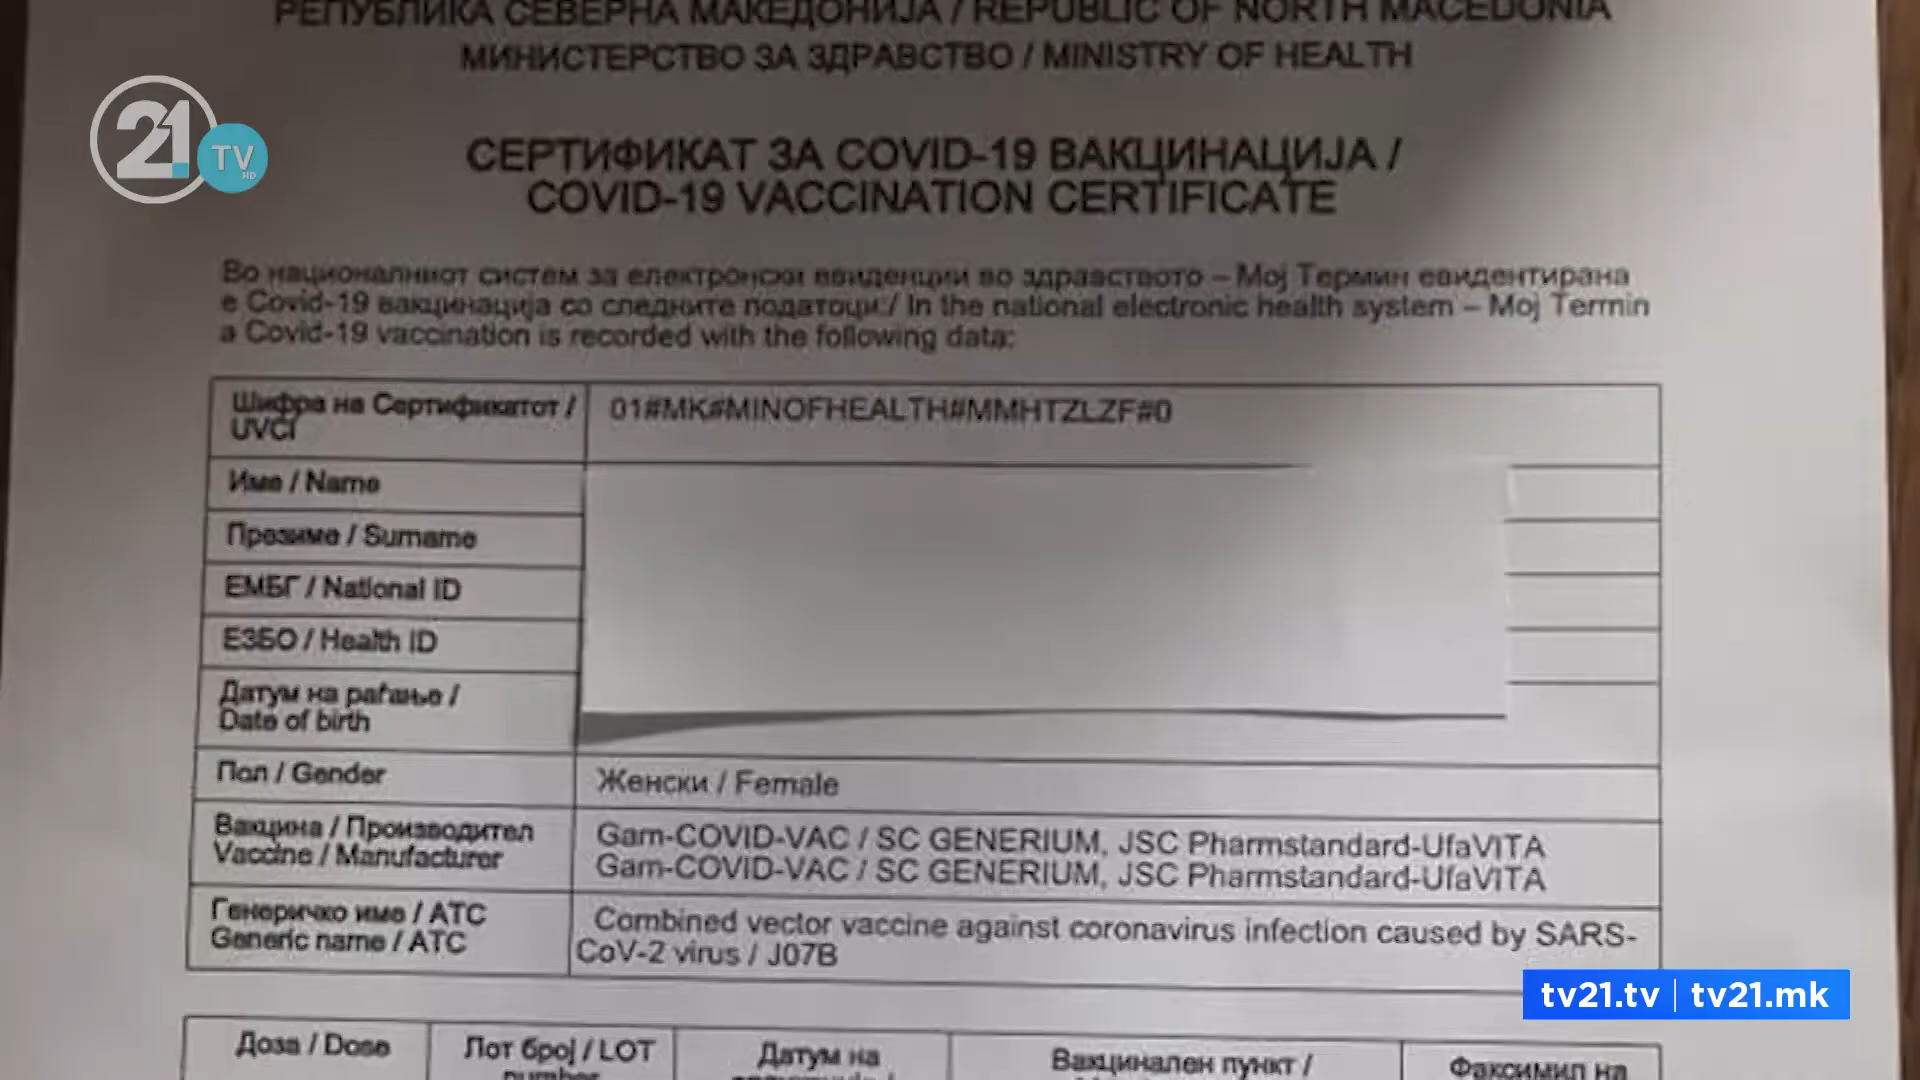 РЕПУБЛИКА СЕВЕРНА МАКЕДОНИЈА / REPUBLIC OF NORTH MACEDONIA
МИНИСТЕРСТВО ЗА ЗДРАВСТВО / MINISTRY OF HEALTH
21 TV HD
СЕРТИФИКАТ ЗА COVID-19 ВАКЦИНАЦИЈА /
COVID-19 VACCINATION CERTIFICATE
Во националниот систем за електронски евиденции во здравството – Мој Термин евидентирана
е Covid-19 вакцинација со следните податоци:/ In the national electronic health system – Moj Termin
a Covid-19 vaccination is recorded with the following data:
Шифра на Сертификатот / 01#MK#MINOFHEALTH#MMHTZLZF#0
UVCI
Име / Name
Презиме / Surname
ЕМБГ / National ID
ЕЗБО / Health ID
Датум на раѓање /
Date of birth
Пол / Gender Женски / Female
Вакцина / Производител Gam-COVID-VAC / SC GENERIUM, JSC Pharmstandard-UfaVITA
Vaccine / Manufacturer Gam-COVID-VAC / SC GENERIUM, JSC Pharmstandard-UfaVITA
Генеричко име / ATC Combined vector vaccine against coronavirus infection caused by SARS-
Generic name / ATC CoV-2 virus / J07B
tv21.tv | tv21.mk
Доза / Dose Лот број / LOT Датум на Вакцинален пункт / Факсимил на
number